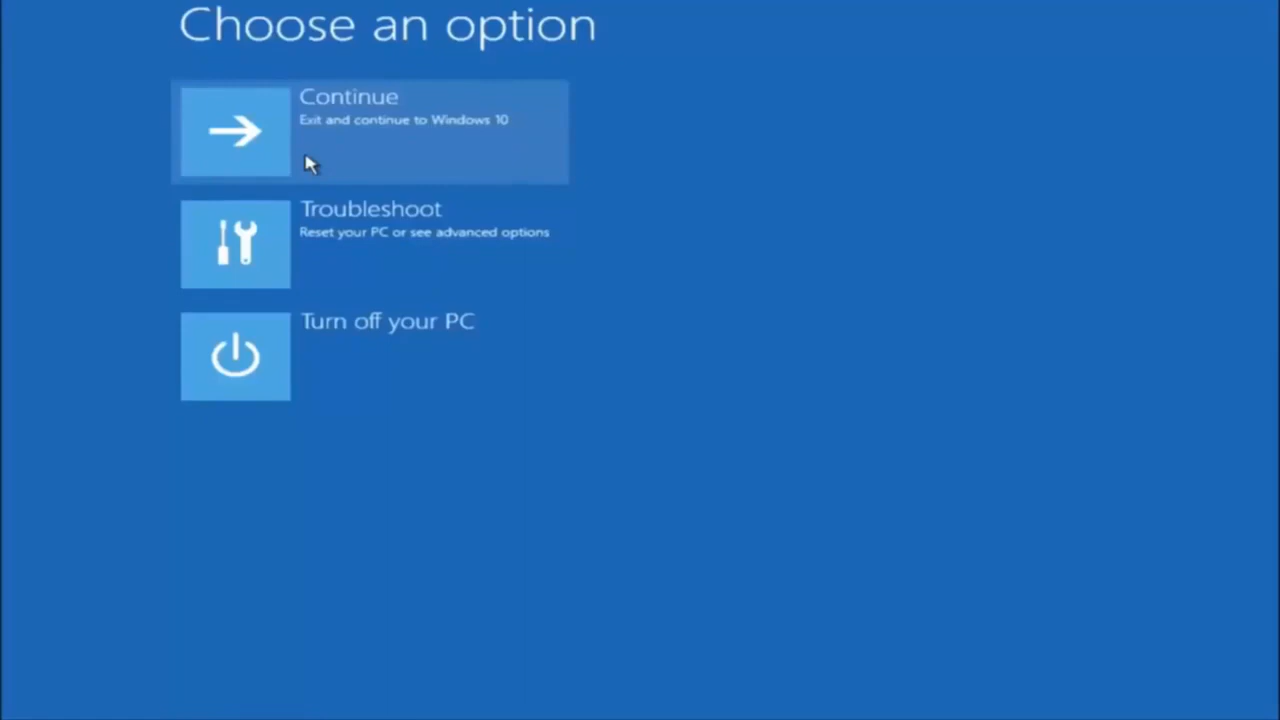 Choose an option
Continue
Exit and continue to Windows 10
Troubleshoot
Reset your PC or see advanced options
Turn off your PC